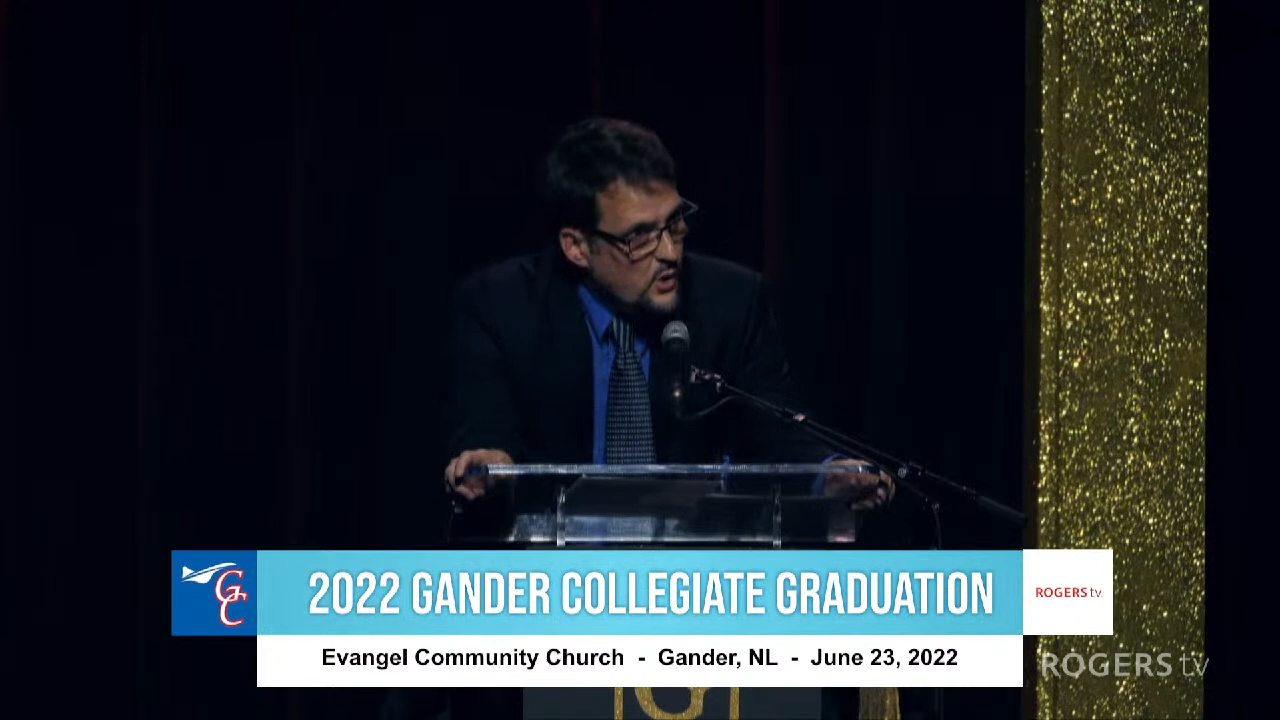 2022 GANDER COLLEGIATE GRADUATION
GC
ROGERS tv
Evangel Community Church - Gander, NL - June 23, 2022
ROGERS tv
G